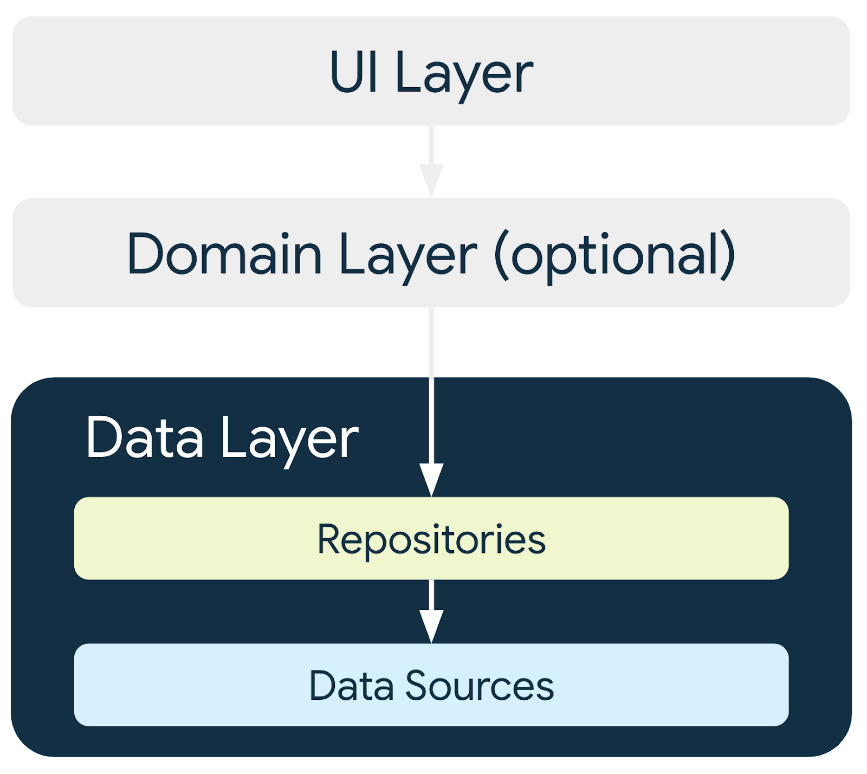 UI Layer
Domain Layer (optional)
Data Layer
Repositories
Data Sources